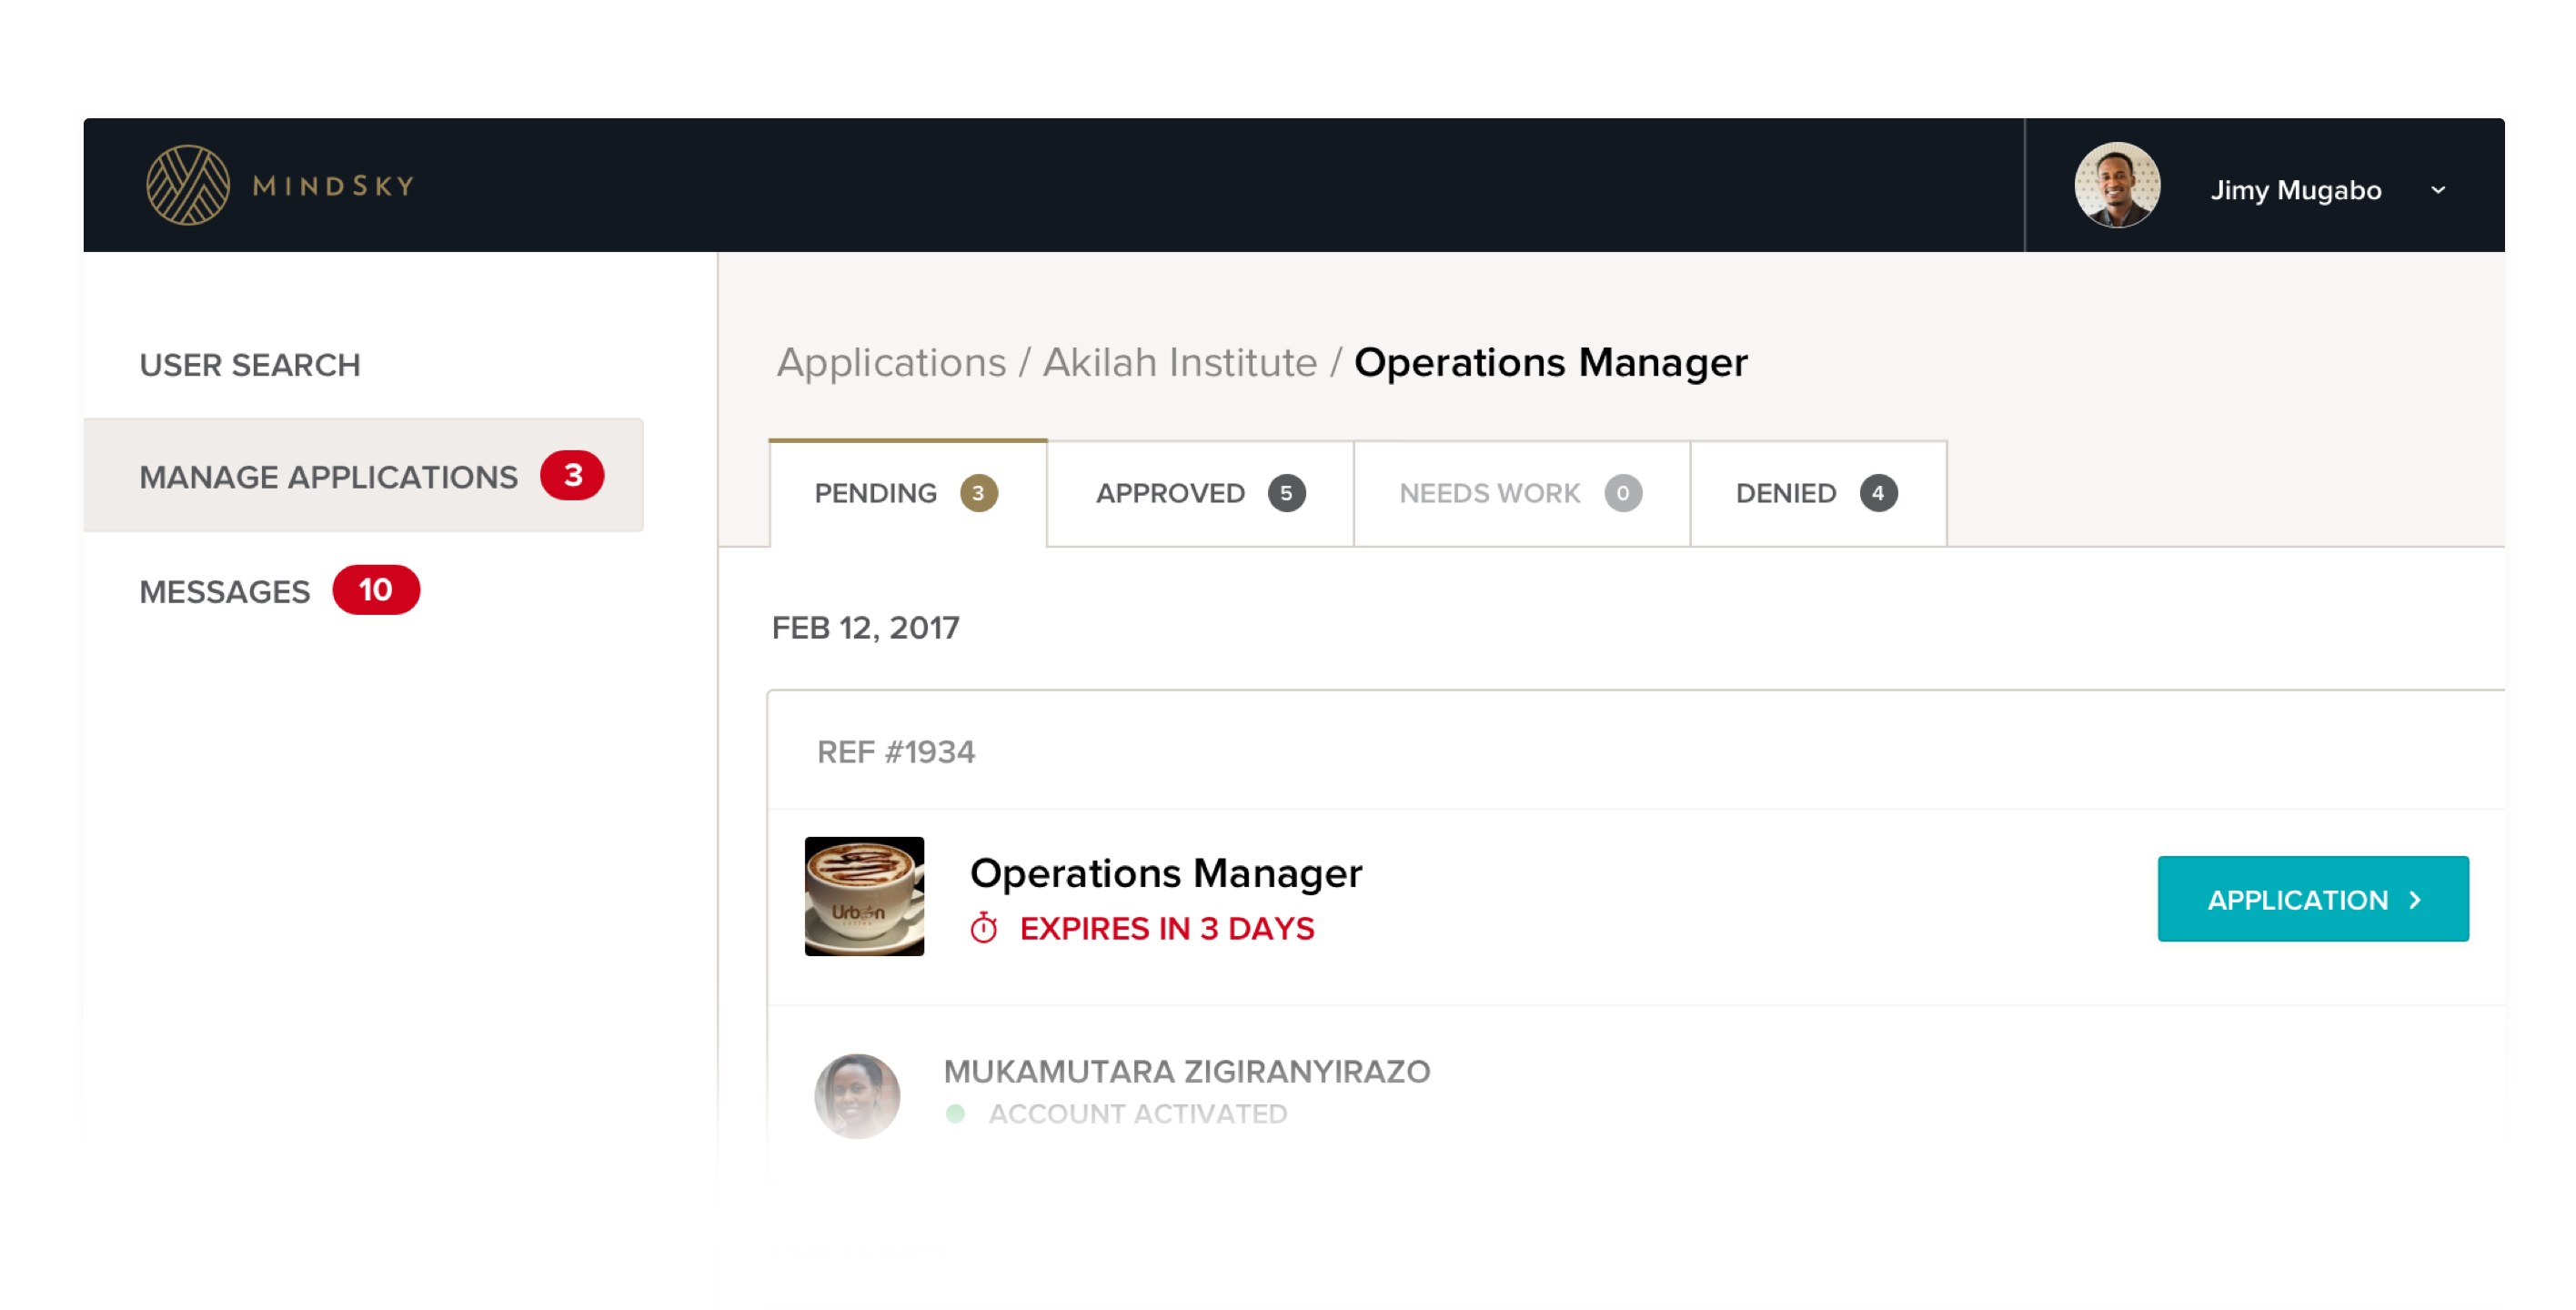 MINDSKY
Jimy Mugabo
USER SEARCH
MANAGE APPLICATIONS 3
MESSAGES 10
Applications / Akilah Institute / Operations Manager
PENDING 3
APPROVED 5
NEEDS WORK 0
DENIED 4
FEB 12, 2017
REF #1934
Urban
Operations Manager
EXPIRES IN 3 DAYS
APPLICATION >
MUKAMUTARA ZIGIRANYIRAZO
ACCOUNT ACTIVATED